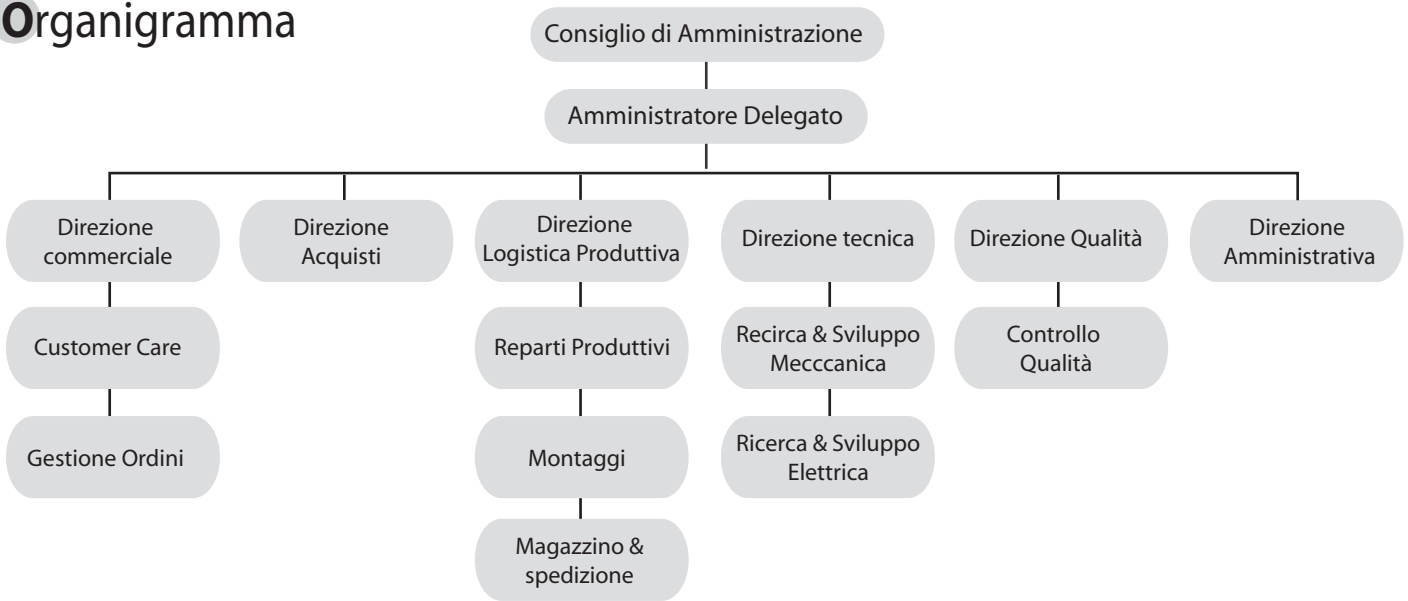 Organigramma
Consiglio di Amministrazione
Amministratore Delegato
Direzione
commerciale
Direzione
Acquisti
Direzione
Logistica Produttiva
Direzione tecnica
Direzione Qualità
Direzione
Amministrativa
Customer Care
Reparti Produttivi
Recirca & Sviluppo
Mecccanica
Controllo
Qualità
Gestione Ordini
Montaggi
Ricerca & Sviluppo
Elettrica
Magazzino &
spedizione